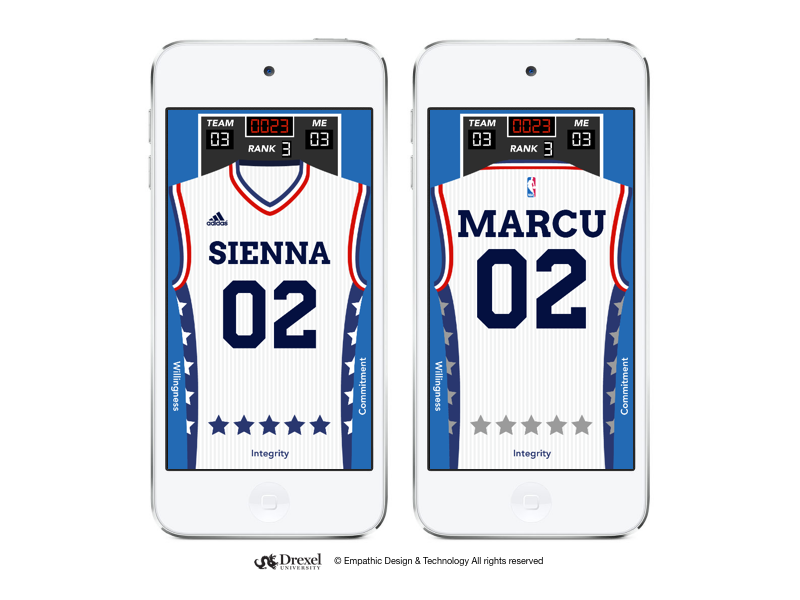 TEAM 0023 ME
03 03
RANK 3
adidas
SIENNA
02
Willingness
Commitment
Integrity
TEAM 0023 ME
03 03
RANK 3
MARCU
02
Willingness
Commitment
Integrity
Drexel
UNIVERSITY
© Empathic Design & Technology All rights reserved